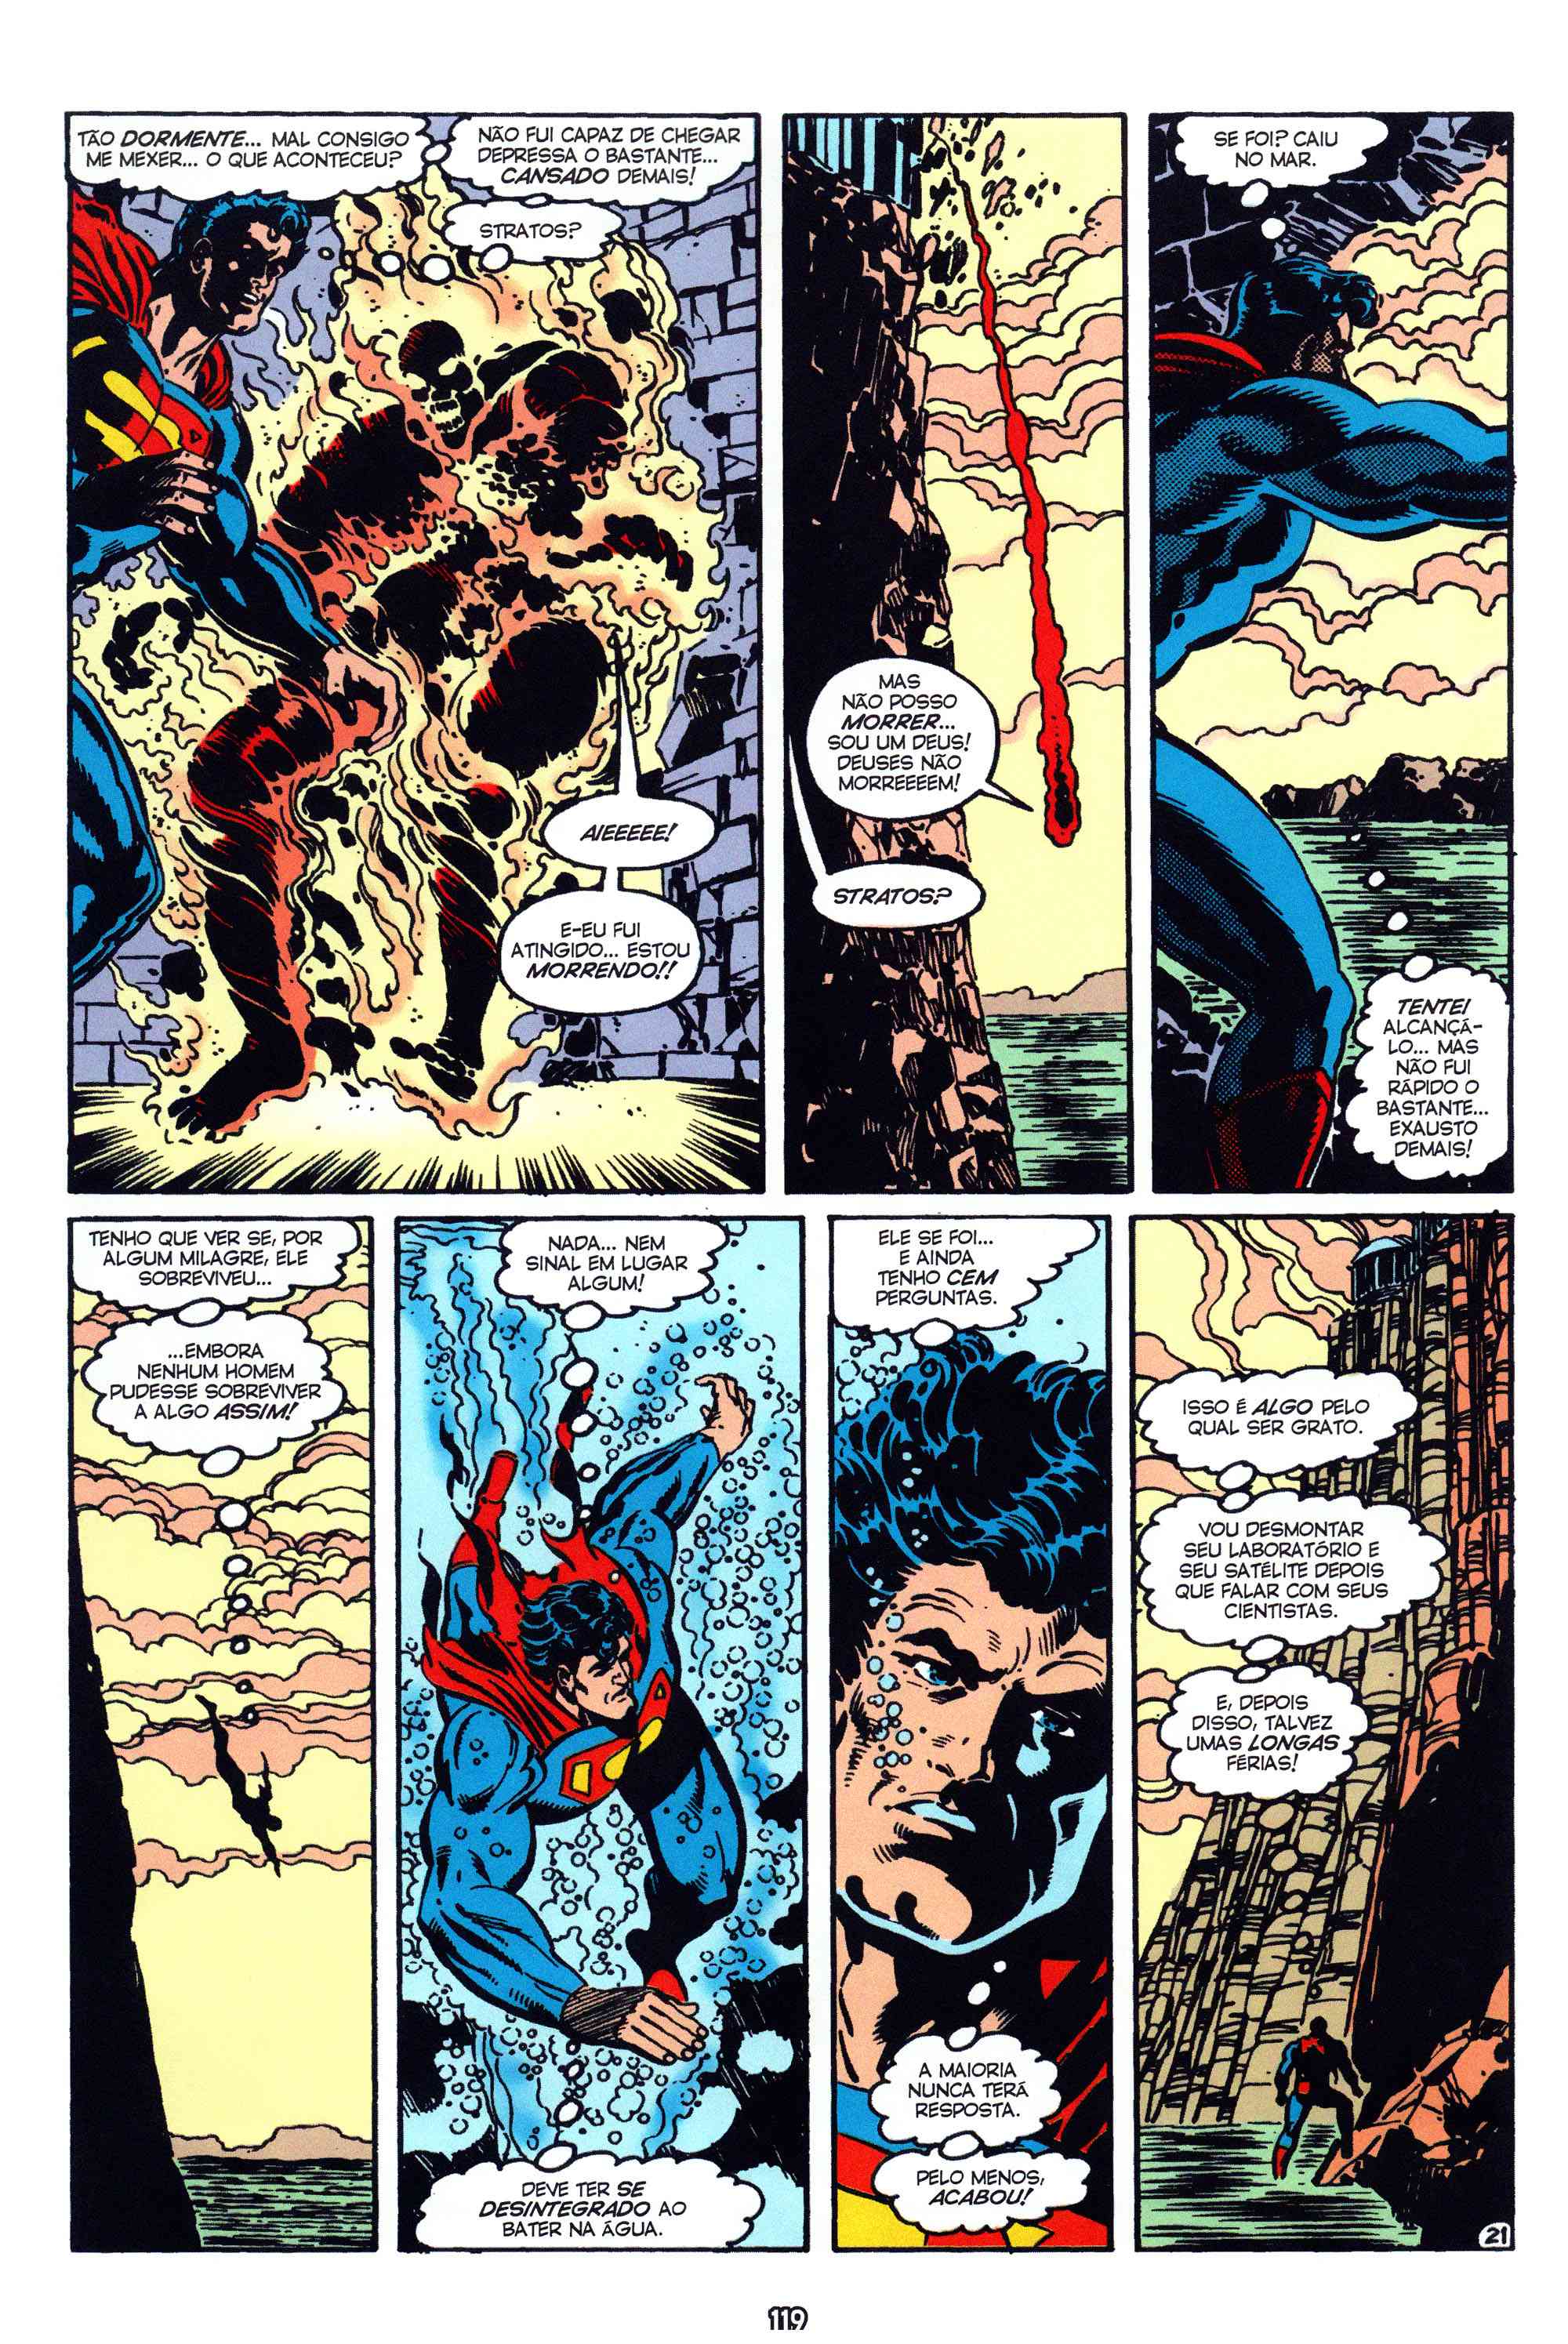 TÃO DORMENTE... MAL CONSIGO
ME MEXER... O QUE ACONTECEU?
NÃO FUI CAPAZ DE CHEGAR
DEPRESSA O BASTANTE...
CANSADO DEMAIS!
STRATOS?
AIEEEEE!
E-EU FUI
ATINGIDO... ESTOU
MORRENDO!!
MAS
NÃO POSSO
MORRER...
SOU UM DEUS!
DEUSES NÃO
MORREEEEM!
STRATOS?
SE FOI? CAIU
NO MAR.
TENTEI
ALCANÇÁ-
LO... MAS
NÃO FUI
RÁPIDO O
BASTANTE...
EXAUSTO
DEMAIS!
TENHO QUE VER SE, POR
ALGUM MILAGRE, ELE
SOBREVIVEU...
...EMBORA
NENHUM HOMEM
PUDESSE SOBREVIVER
A ALGO ASSIM!
NADA... NEM
SINAL EM LUGAR
ALGUM!
DEVE TER SE
DESINTEGRADO AO
BATER NA ÁGUA.
ELE SE FOI...
E AINDA
TENHO CEM
PERGUNTAS.
A MAIORIA
NUNCA TERÁ
RESPOSTA.
PELO MENOS,
ACABOU!
ISSO É ALGO PELO
QUAL SER GRATO.
VOU DESMONTAR
SEU LABORATÓRIO E
SEU SATÉLITE DEPOIS
QUE FALAR COM SEUS
CIENTISTAS.
E, DEPOIS
DISSO, TALVEZ
UMAS LONGAS
FÉRIAS!
21
119